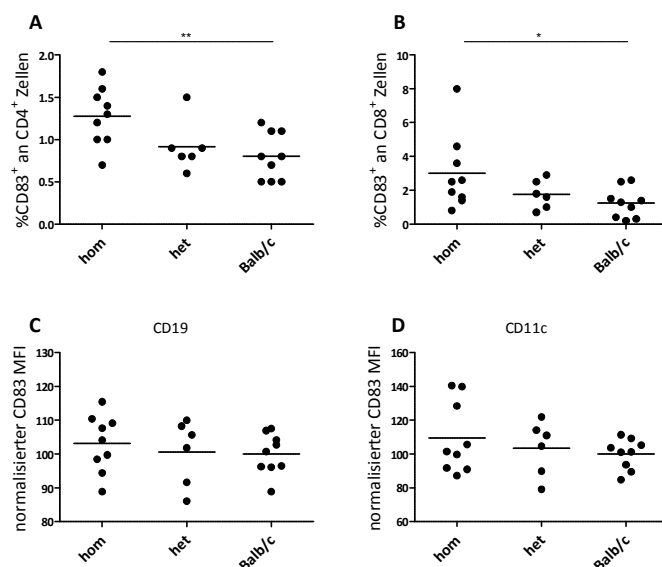 A
**
%CD83+ an CD4+ Zellen
2.0
1.5
1.0
0.5
0.0
hom
het
Balb/c
B
*
%CD83+ an CD8+ Zellen
10
8
6
4
2
0
hom
het
Balb/c
C
CD19
normalisierter CD83 MFI
130
120
110
100
90
80
hom
het
Balb/c
D
CD11c
normalisierter CD83 MFI
160
140
120
100
80
60
hom
het
Balb/c